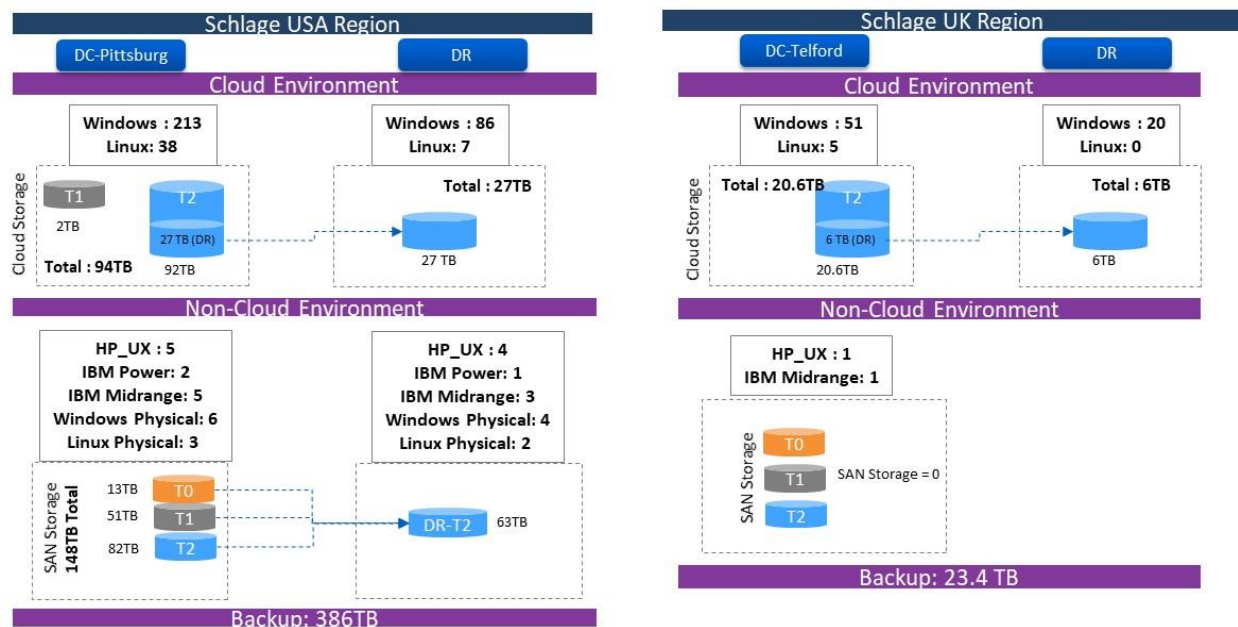 Schlage USA Region
DC-Pittsburg
DR
Cloud Environment
Windows : 213
Linux: 38
Windows : 86
Linux: 7
Cloud Storage
T1
2TB
T2
27 TB (DR)
92TB
Total : 94TB
Total : 27TB
27 TB
Non-Cloud Environment
HP_UX : 5
IBM Power: 2
IBM Midrange: 5
Windows Physical: 6
Linux Physical: 3
HP_UX : 4
IBM Power: 1
IBM Midrange: 3
Windows Physical: 4
Linux Physical: 2
SAN Storage
148TB Total
13TB
T0
51TB
T1
82TB
T2
DR-T2
63TB
Backup: 386TB
Schlage UK Region
DC-Telford
DR
Cloud Environment
Windows : 51
Linux: 5
Windows : 20
Linux: 0
Cloud Storage
Total : 20.6TB
T2
6 TB (DR)
20.6TB
Total : 6TB
6TB
Non-Cloud Environment
HP_UX : 1
IBM Midrange: 1
SAN Storage
T0
T1
T2
SAN Storage = 0
Backup: 23.4 TB